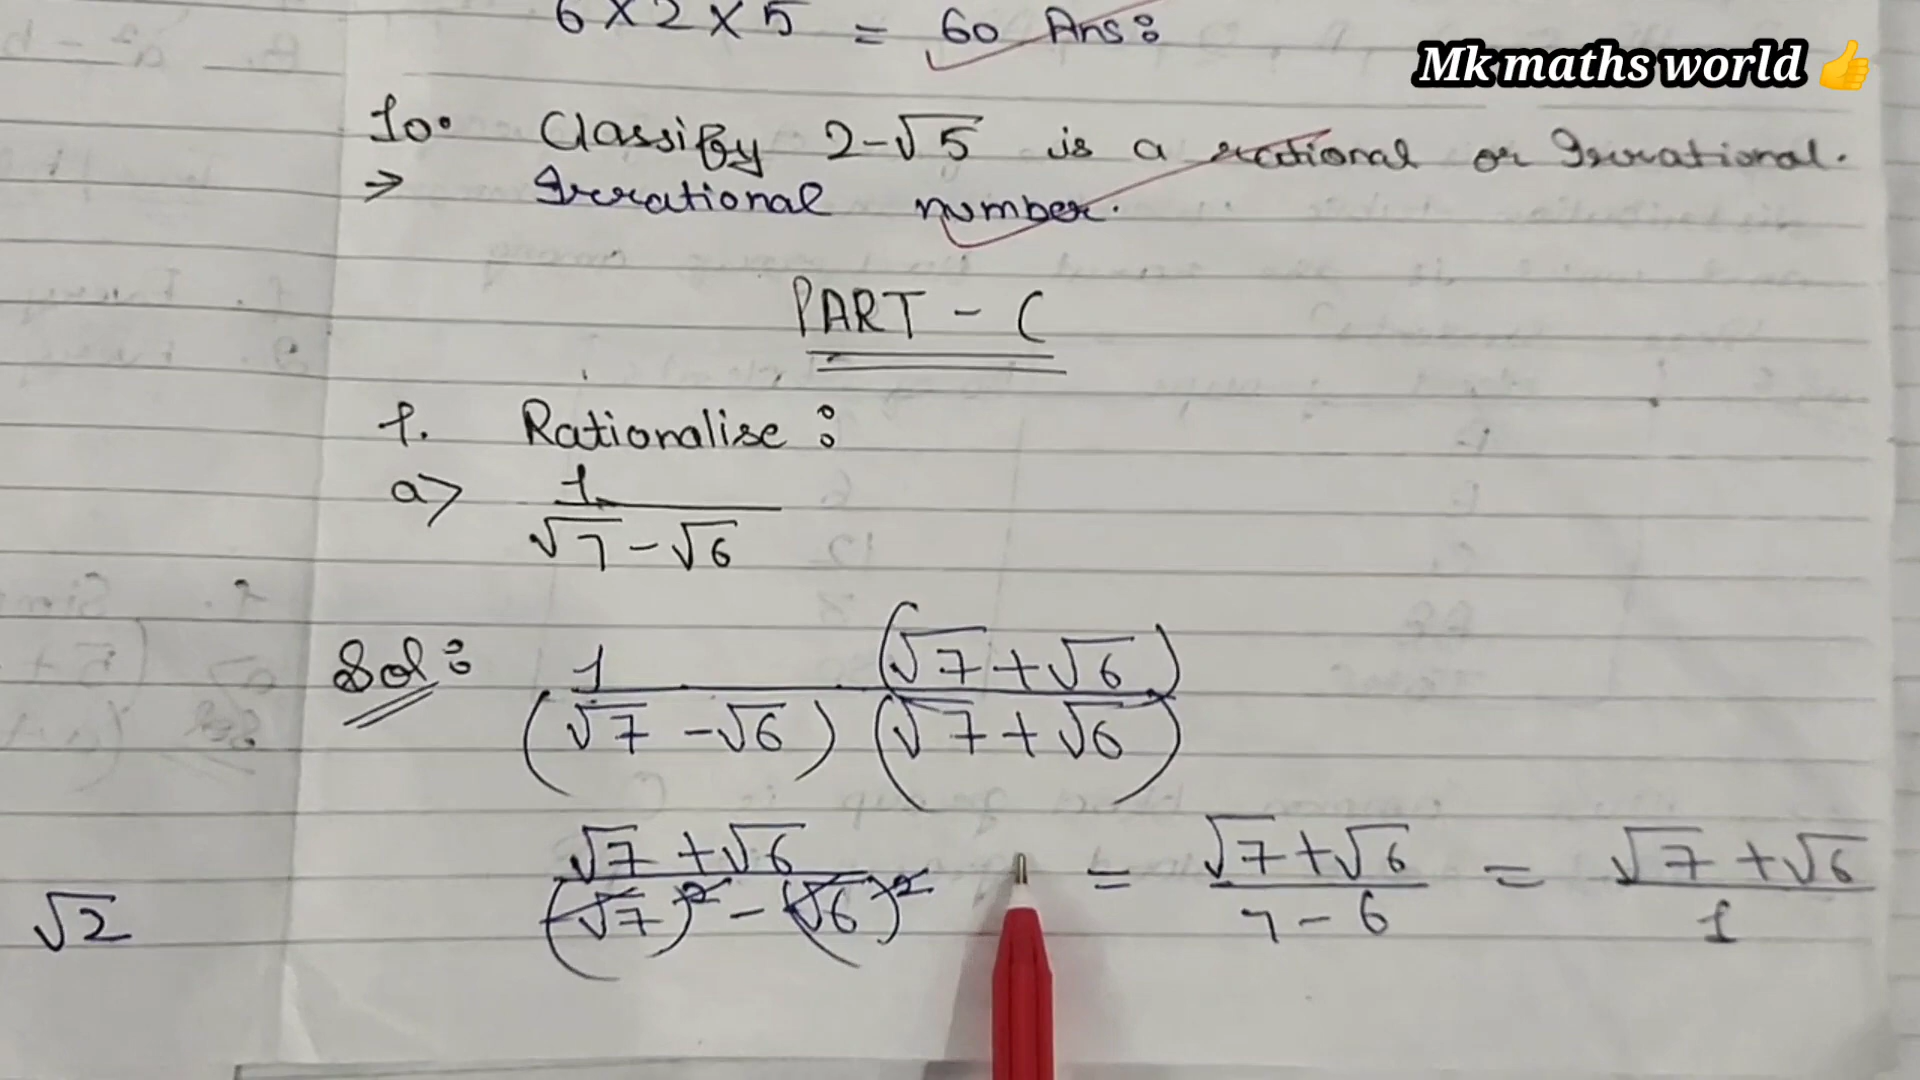 6 × 2 × 5 = 60 Ans:
Mk maths world 👍
10. Classify 2-√5 is a rational or Irrational.
→ Irrational number.
PART - C
1. Rationalise :
a> 1
√7 - √6
Sol: 1 (√7 + √6)
(√7 - √6) (√7 + √6)
√7 + √6 = √7 + √6 = √7 + √6
(√7)² - (√6)² 7 - 6 1
√2